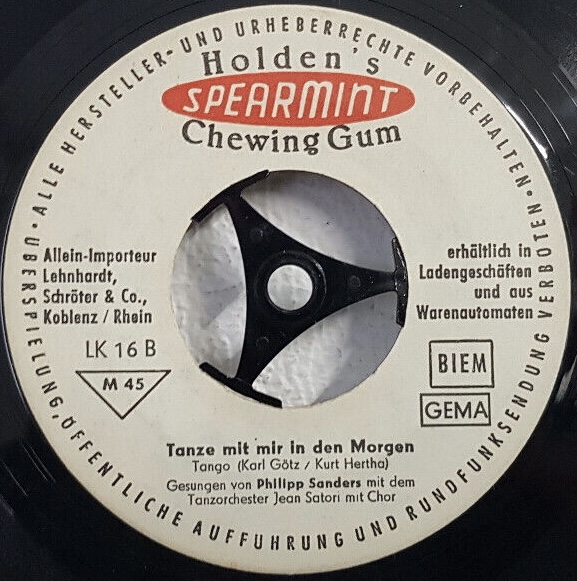 ALLE HERSTELLER- UND URHEBERRECHTE VORBEHALTEN •
ÜBERSPIELUNG, ÖFFENTLICHE AUFFÜHRUNG UND RUNDFUNKSENDUNG VERBOTEN •
Holden's
SPEARMINT
Chewing Gum
Allein-Importeur
Lehnhardt,
Schröter & Co.,
Koblenz / Rhein
LK 16 B
M 45
erhältlich in
Ladengeschäften
und aus
Warenautomaten
BIEM
GEMA
Tanze mit mir in den Morgen
Tango (Karl Götz / Kurt Hertha)
Gesungen von Philipp Sanders mit dem
Tanzorchester Jean Satori mit Chor